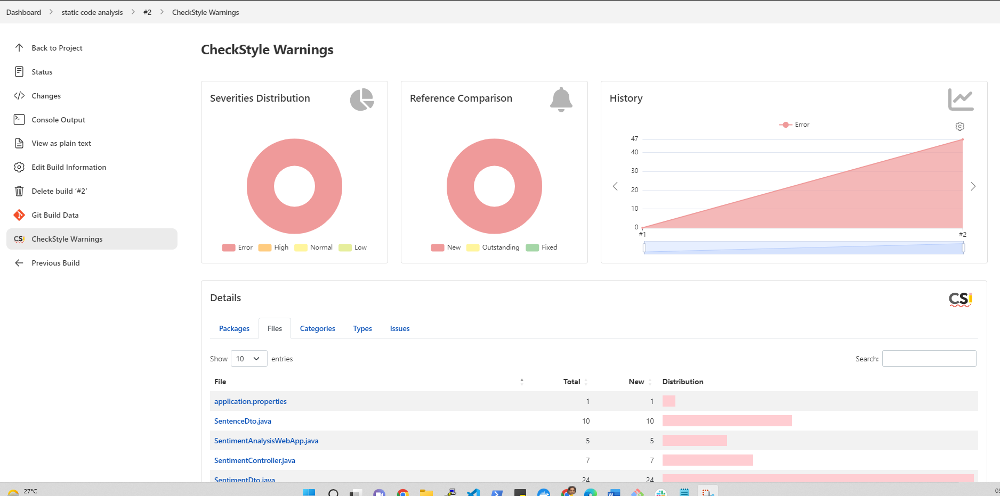 Dashboard > static code analysis > #2 > CheckStyle Warnings
Back to Project
Status
Changes
Console Output
View as plain text
Edit Build Information
Delete build ‘#2’
Git Build Data
CSi CheckStyle Warnings
Previous Build
CheckStyle Warnings
Severities Distribution
Error High Normal Low
Reference Comparison
New Outstanding Fixed
History
Error
47
40
30
20
10
0
#1 #2
Details
CSi
Packages Files Categories Types Issues
Show 10 entries Search:
File Total New Distribution
application.properties 1 1
SentenceDto.java 10 10
SentimentAnalysisWebApp.java 5 5
SentimentController.java 7 7
SentimentDto.java 24 24
27°C